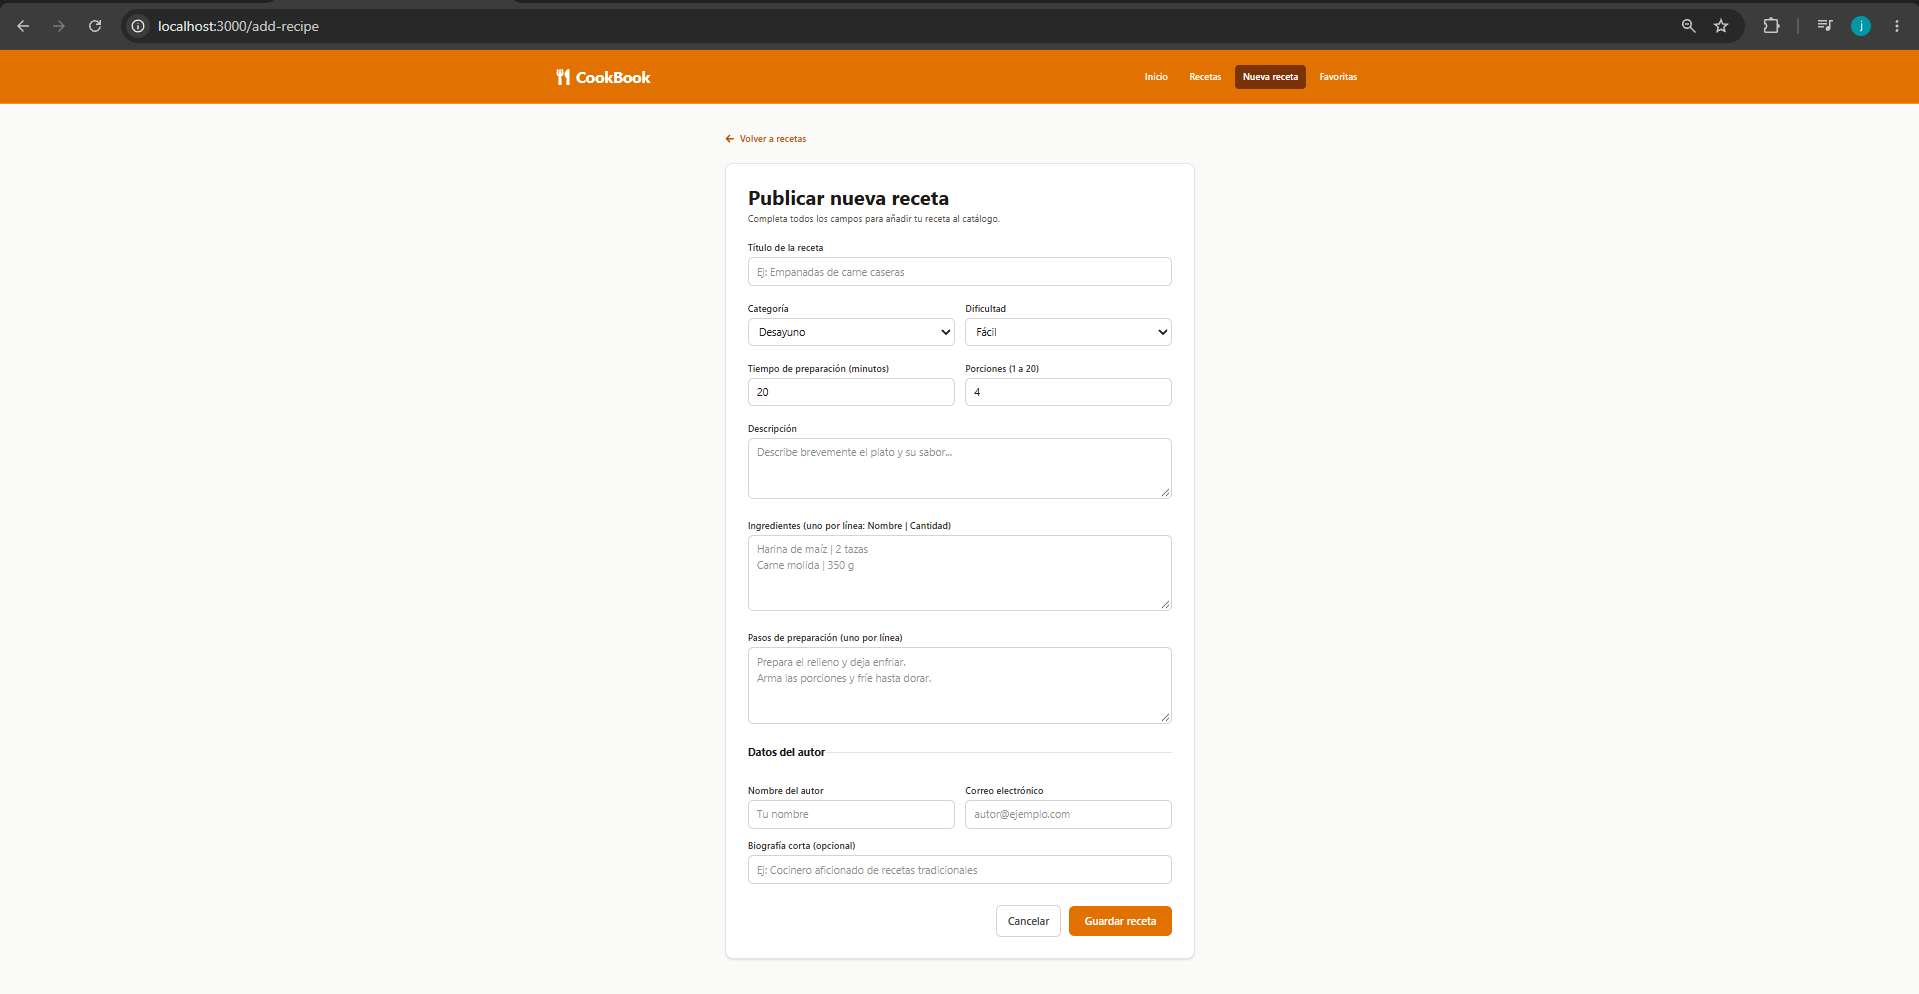 localhost:3000/add-recipe
j
CookBook
Inicio
Recetas
Nueva receta
Favoritas
Volver a recetas
Publicar nueva receta
Completa todos los campos para añadir tu receta al catálogo.
Título de la receta
Ej: Empanadas de carne caseras
Categoría
Dificultad
Desayuno
Fácil
Tiempo de preparación (minutos)
Porciones (1 a 20)
20
4
Descripción
Describe brevemente el plato y su sabor...
Ingredientes (uno por línea: Nombre | Cantidad)
Harina de maíz | 2 tazas
Carne molida | 350 g
Pasos de preparación (uno por línea)
Prepara el relleno y deja enfriar.
Arma las porciones y fríe hasta dorar.
Datos del autor
Nombre del autor
Correo electrónico
Tu nombre
autor@ejemplo.com
Biografía corta (opcional)
Ej: Cocinero aficionado de recetas tradicionales
Cancelar
Guardar receta